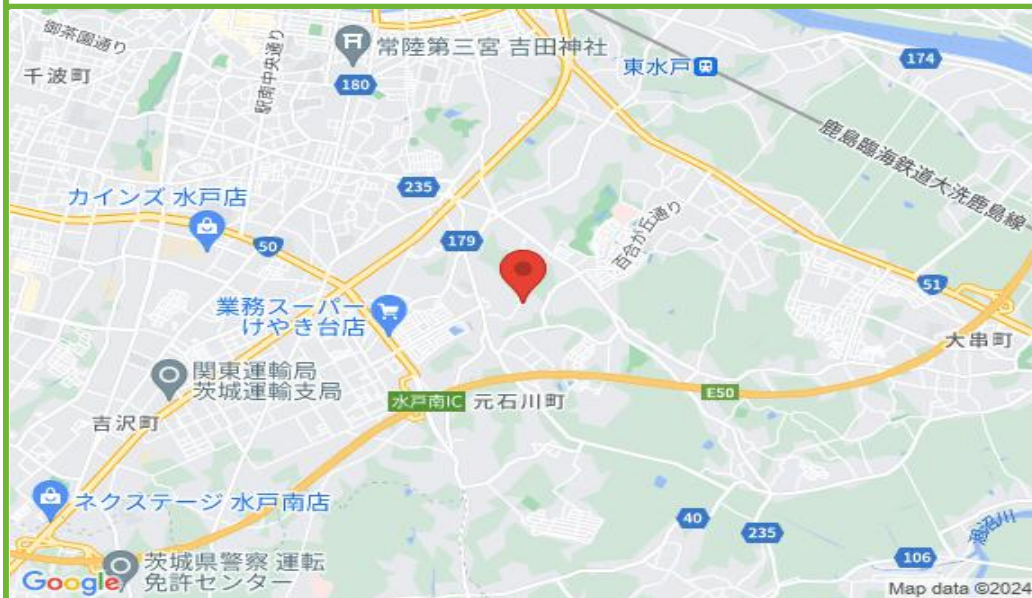 御茶園通り
千波町
駅南中央通り
常陸第三宮 吉田神社
180
東水戸
174
鹿島臨海鉄道大洗鹿島線
カインズ 水戸店
235
179
50
百合が丘通り
業務スーパー
けやき台店
51
大串町
関東運輸局
茨城運輸支局
水戸南IC
元石川町
E50
吉沢町
ネクステージ 水戸南店
40
235
涸沼川
106
茨城県警察 運転
免許センター
Google
Map data ©2024